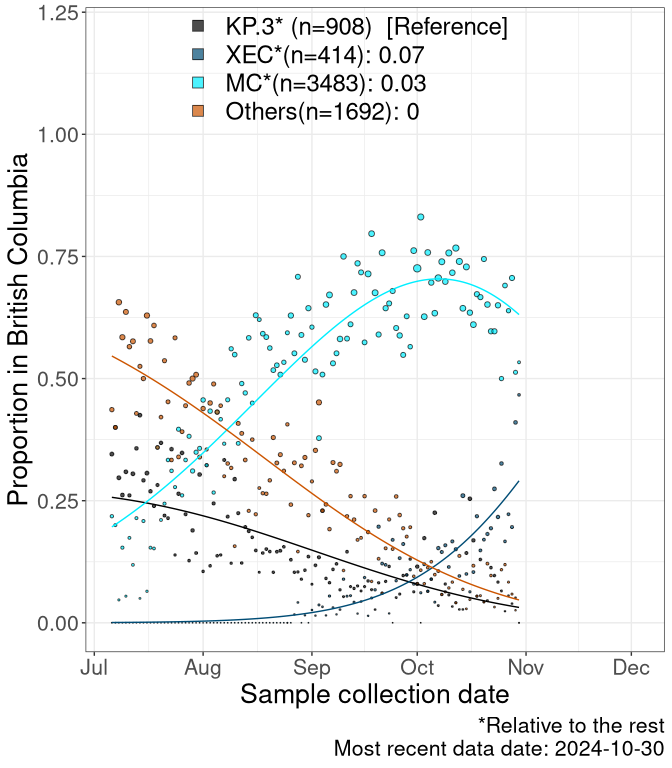 KP.3* (n=908)  [Reference]
XEC*(n=414): 0.07
MC*(n=3483): 0.03
Others(n=1692): 0
Proportion in British Columbia
1.25
1.00
0.75
0.50
0.25
0.00
Jul Aug Sep Oct Nov Dec
Sample collection date
*Relative to the rest
Most recent data date: 2024-10-30